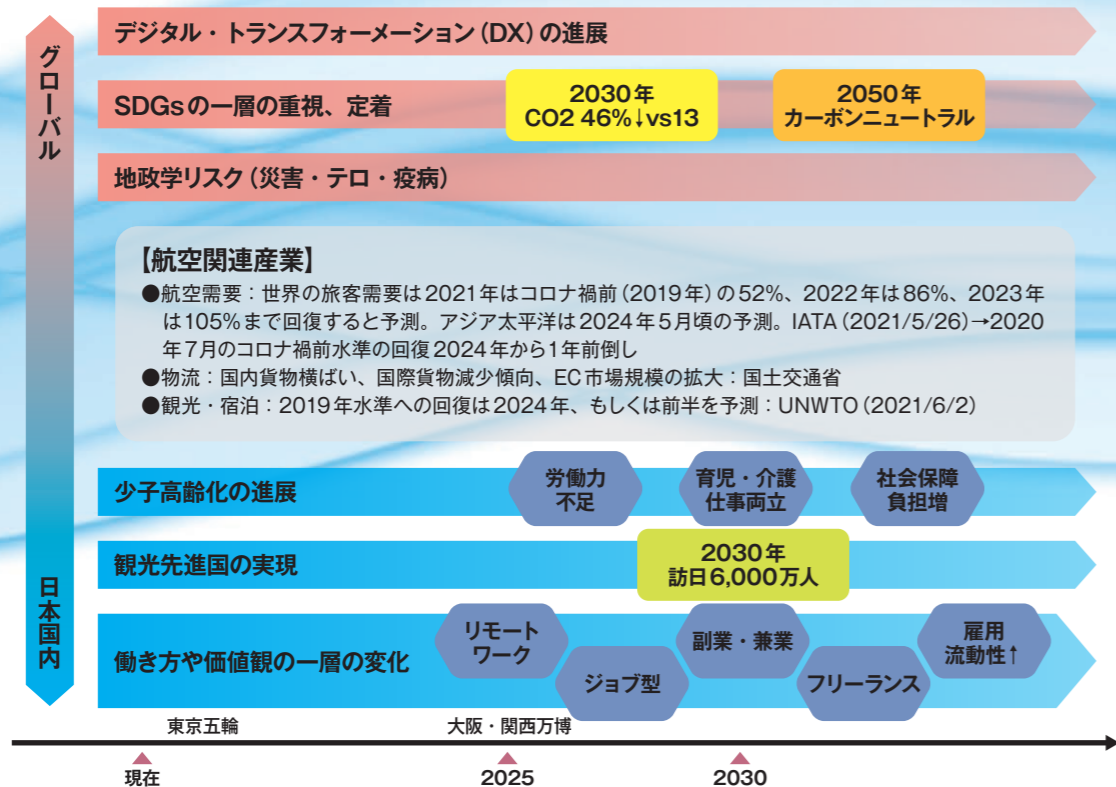 グローバル
デジタル・トランスフォーメーション（DX）の進展
SDGsの一層の重視、定着
2030年
CO2 46%↓vs13
2050年
カーボンニュートラル
地政学リスク（災害・テロ・疫病）
【航空関連産業】
●航空需要：世界の旅客需要は2021年はコロナ禍前（2019年）の52%、2022年は86%、2023年
は105%まで回復すると予測。アジア太平洋は2024年5月頃の予測。IATA（2021/5/26）→2020
年7月のコロナ禍前水準の回復2024年から1年前倒し
●物流：国内貨物横ばい、国際貨物減少傾向、EC市場規模の拡大：国土交通省
●観光・宿泊：2019年水準への回復は2024年、もしくは前半を予測：UNWTO（2021/6/2）
日本国内
少子高齢化の進展
労働力
不足
育児・介護
仕事両立
社会保障
負担増
観光先進国の実現
2030年
訪日6,000万人
働き方や価値観の一層の変化
リモート
ワーク
ジョブ型
副業・兼業
フリーランス
雇用
流動性↑
東京五輪
大阪・関西万博
現在
2025
2030